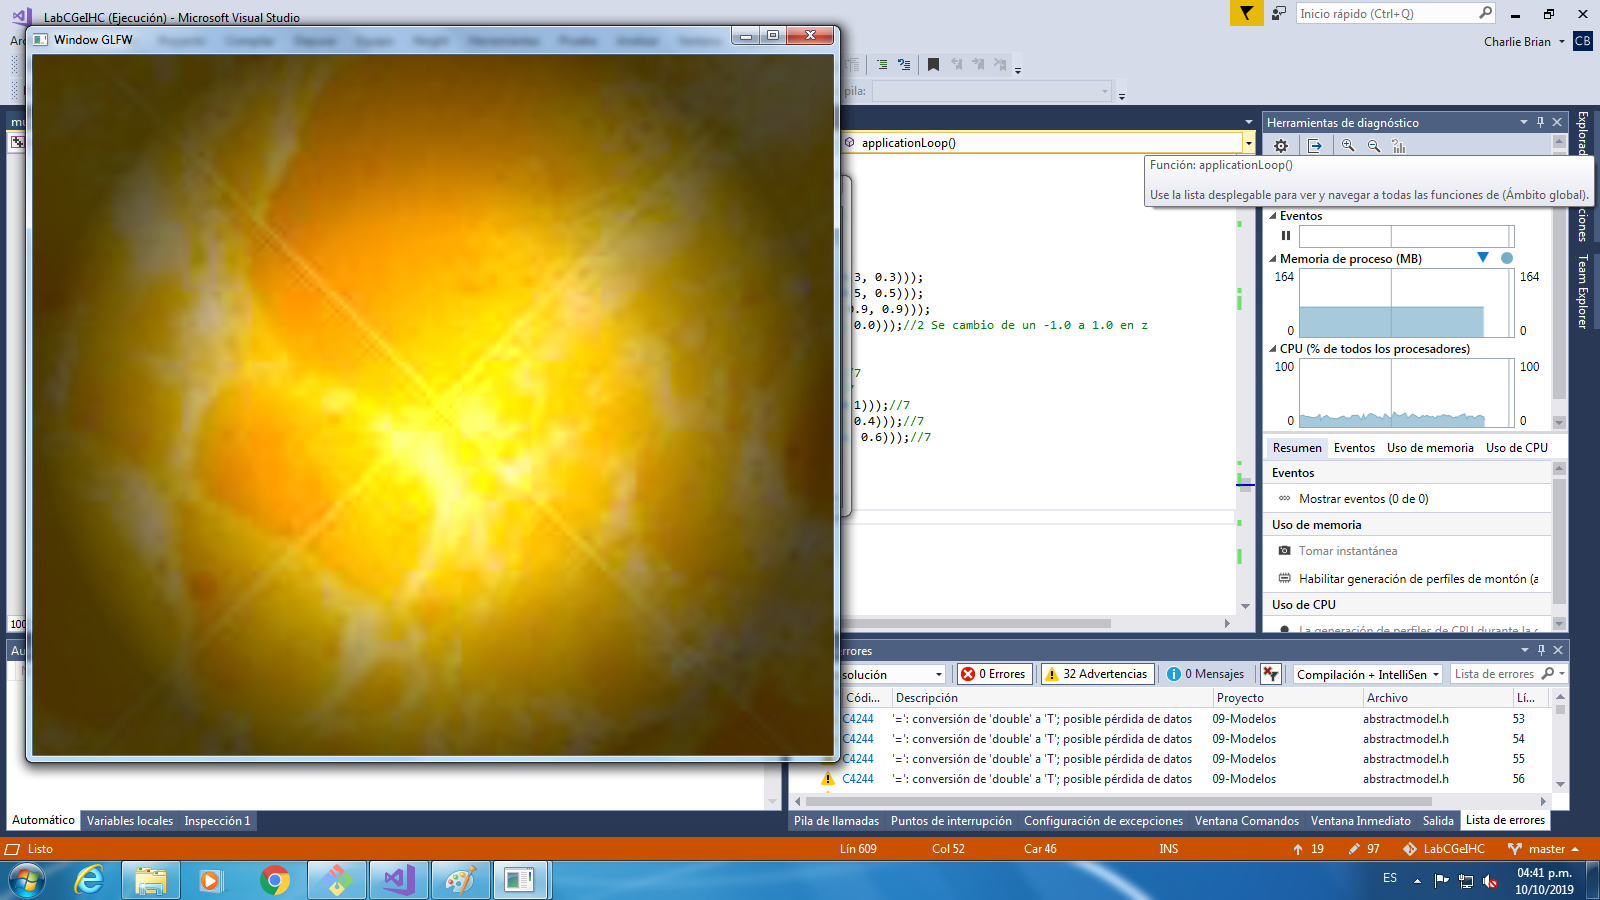 LabCGeIHC (Ejecución) - Microsoft Visual Studio
Inicio rápido (Ctrl+Q)
Window GLFW
Charlie Brian
CB
pila:
Herramientas de diagnóstico
applicationLoop()
Función: applicationLoop()
Use la lista desplegable para ver y navegar a todas las funciones de (Ámbito global).
Eventos
Memoria de proceso (MB)
164
164
0
0
CPU (% de todos los procesadores)
100
100
0
0
3, 0.3)));
5, 0.5)));
0.9, 0.9)));
0.0)));//2 Se cambio de un -1.0 a 1.0 en z
/7
1)));//7
0.4)));//7
0.6)));//7
Resumen
Eventos
Uso de memoria
Uso de CPU
Eventos
Mostrar eventos (0 de 0)
Uso de memoria
Tomar instantánea
Habilitar generación de perfiles de montón (a
Uso de CPU
La generación de perfiles de CPU durante la
Team Explorer
100
Au
errores
solución
0 Errores
32 Advertencias
0 Mensajes
Compilación + IntelliSen
Lista de errores
Códi...
Descripción
Proyecto
Archivo
Lí...
C4244 '=': conversión de 'double' a 'T'; posible pérdida de datos 09-Modelos abstractmodel.h 53
C4244 '=': conversión de 'double' a 'T'; posible pérdida de datos 09-Modelos abstractmodel.h 54
C4244 '=': conversión de 'double' a 'T'; posible pérdida de datos 09-Modelos abstractmodel.h 55
C4244 '=': conversión de 'double' a 'T'; posible pérdida de datos 09-Modelos abstractmodel.h 56
Automático
Variables locales
Inspección 1
Pila de llamadas
Puntos de interrupción
Configuración de excepciones
Ventana Comandos
Ventana Inmediato
Salida
Lista de errores
Listo
Lín 609
Col 52
Car 46
INS
19
97
LabCGeIHC
master
ES
04:41 p.m.
10/10/2019